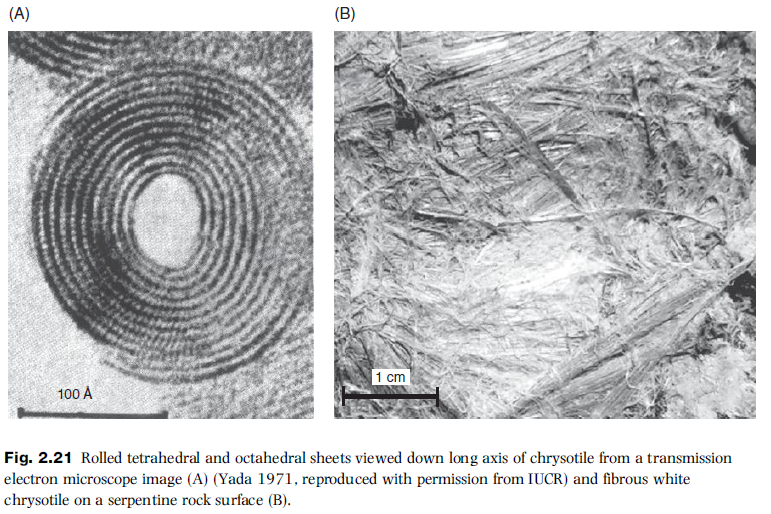 (A)
(B)
100 Å
1 cm
Fig. 2.21 Rolled tetrahedral and octahedral sheets viewed down long axis of chrysotile from a transmission
electron microscope image (A) (Yada 1971, reproduced with permission from IUCR) and fibrous white
chrysotile on a serpentine rock surface (B).